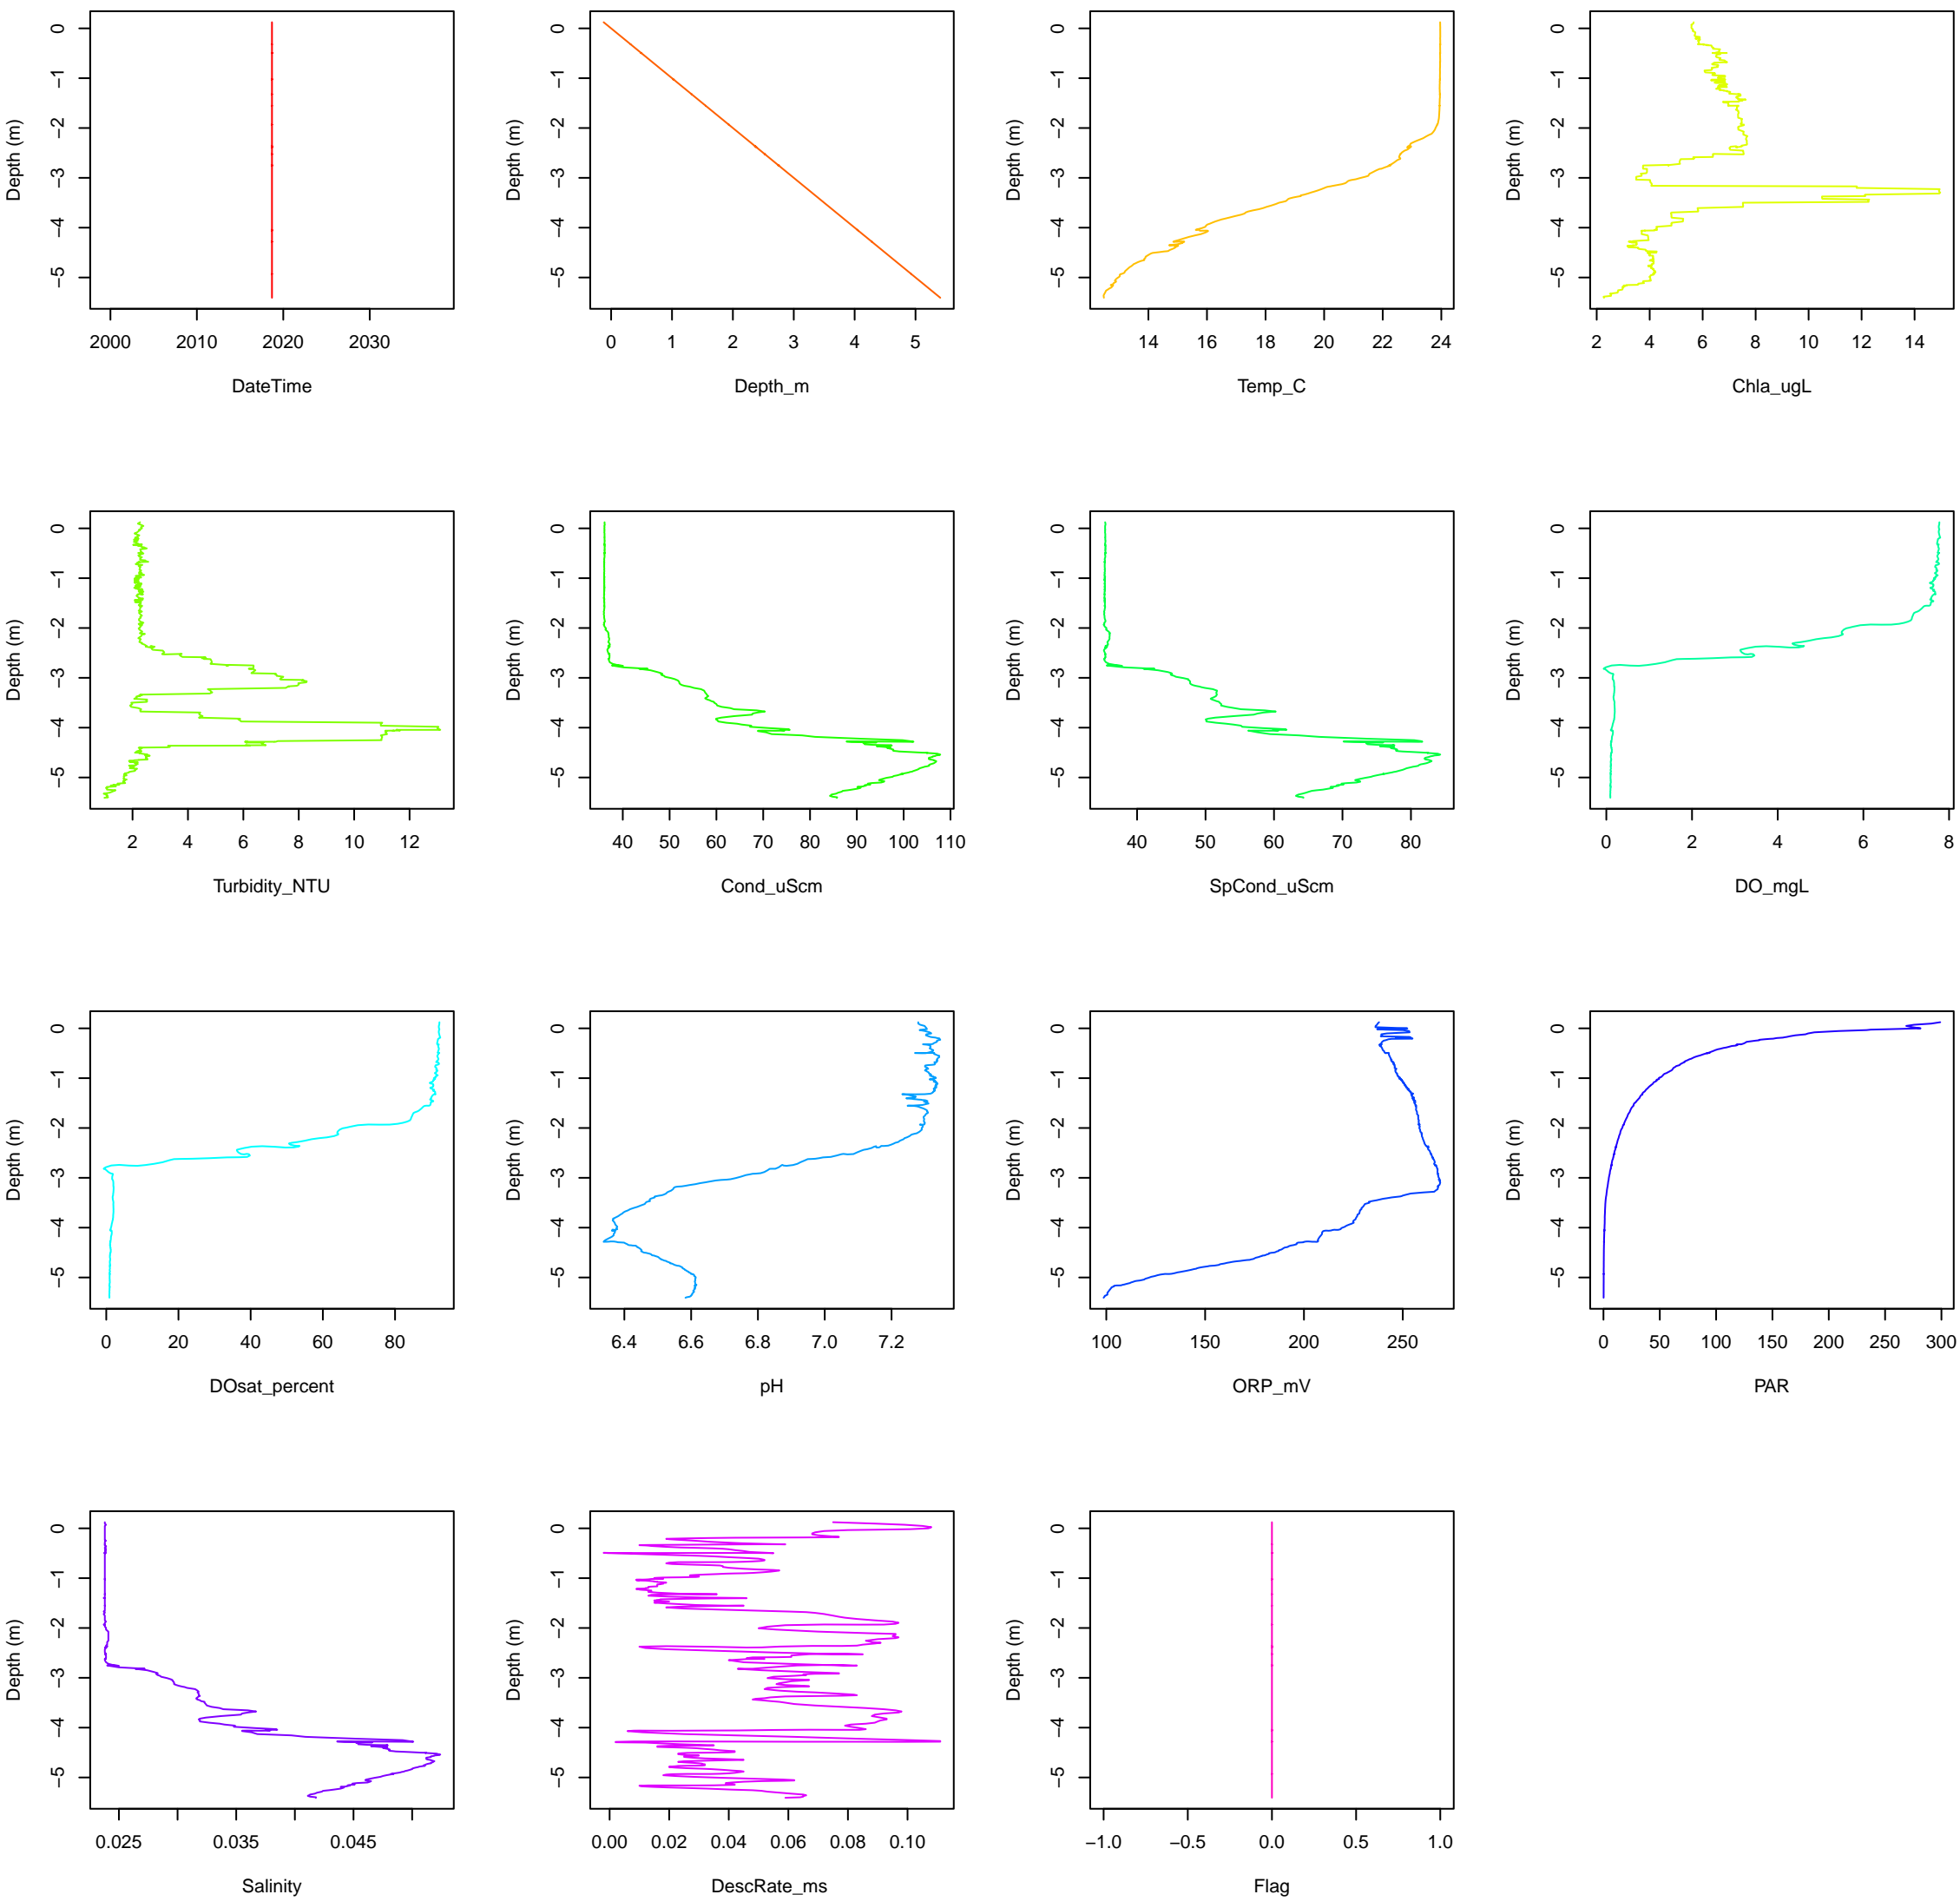 Depth (m)
0
−1
−2
−3
−4
−5
2000 2010 2020 2030
DateTime
Depth (m)
0
−1
−2
−3
−4
−5
0 1 2 3 4 5
Depth_m
Depth (m)
0
−1
−2
−3
−4
−5
14 16 18 20 22 24
Temp_C
Depth (m)
0
−1
−2
−3
−4
−5
2 4 6 8 10 12 14
Chla_ugL
Depth (m)
0
−1
−2
−3
−4
−5
2 4 6 8 10 12
Turbidity_NTU
Depth (m)
0
−1
−2
−3
−4
−5
40 50 60 70 80 90 100 110
Cond_uScm
Depth (m)
0
−1
−2
−3
−4
−5
40 50 60 70 80
SpCond_uScm
Depth (m)
0
−1
−2
−3
−4
−5
0 2 4 6 8
DO_mgL
Depth (m)
0
−1
−2
−3
−4
−5
0 20 40 60 80
DOsat_percent
Depth (m)
0
−1
−2
−3
−4
−5
6.4 6.6 6.8 7.0 7.2
pH
Depth (m)
0
−1
−2
−3
−4
−5
100 150 200 250
ORP_mV
Depth (m)
0
−1
−2
−3
−4
−5
0 50 100 150 200 250 300
PAR
Depth (m)
0
−1
−2
−3
−4
−5
0.025 0.035 0.045
Salinity
Depth (m)
0
−1
−2
−3
−4
−5
0.00 0.02 0.04 0.06 0.08 0.10
DescRate_ms
Depth (m)
0
−1
−2
−3
−4
−5
−1.0 −0.5 0.0 0.5 1.0
Flag